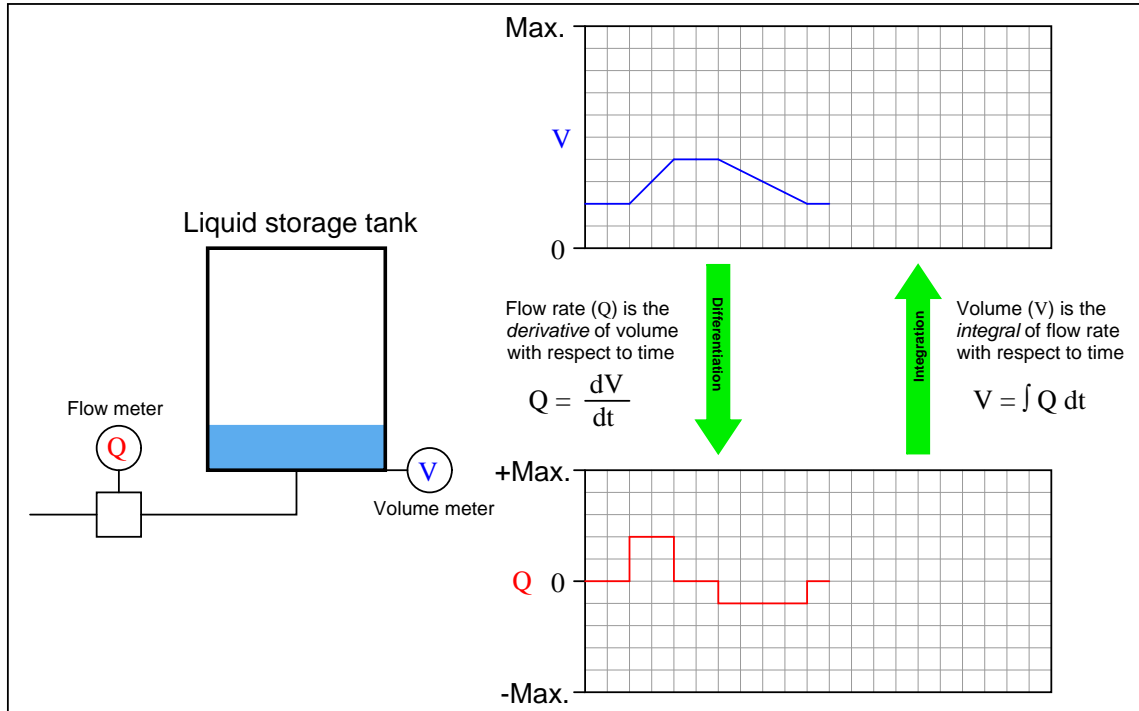 Max.
V
0
Liquid storage tank
Flow meter
Q
V
Volume meter
Flow rate (Q) is the
derivative of volume
with respect to time
Q = dV
dt
Differentiation
Integration
Volume (V) is the
integral of flow rate
with respect to time
V = ∫ Q dt
+Max.
Q 0
-Max.